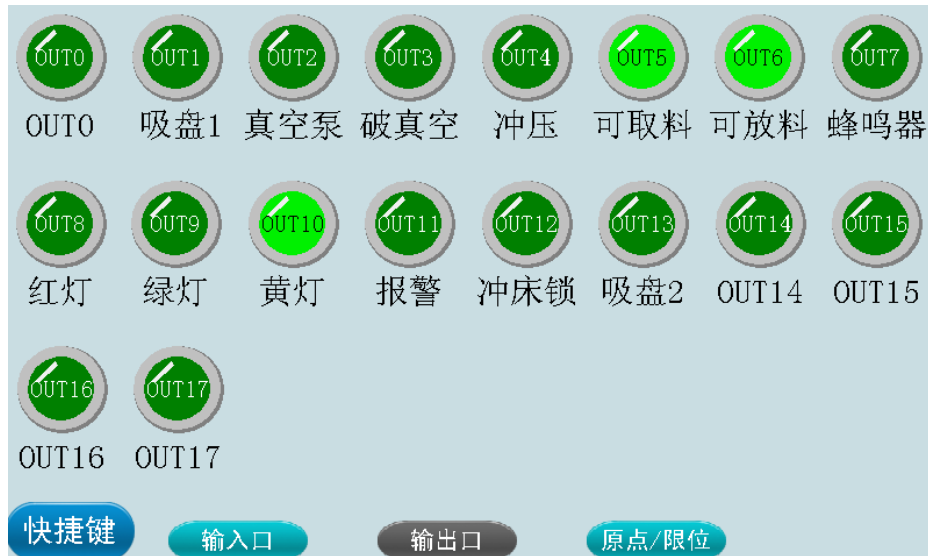 OUT0 OUT1 OUT2 OUT3 OUT4 OUT5 OUT6 OUT7
OUT0 吸盘1 真空泵 破真空 冲压 可取料 可放料 蜂鸣器
OUT8 OUT9 OUT10 OUT11 OUT12 OUT13 OUT14 OUT15
红灯 绿灯 黄灯 报警 冲床锁 吸盘2 OUT14 OUT15
OUT16 OUT17
OUT16 OUT17
快捷键 输入口 输出口 原点/限位